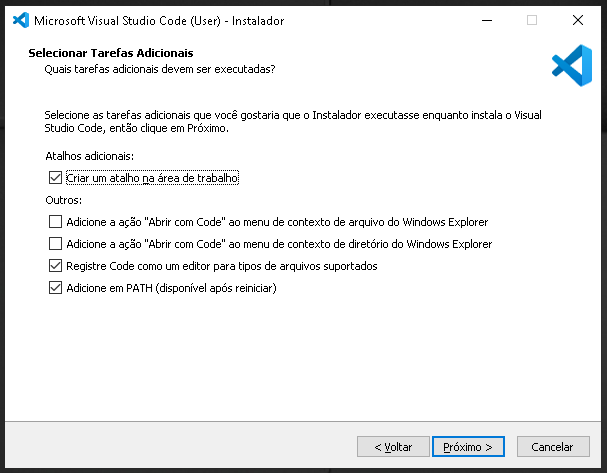 Microsoft Visual Studio Code (User) - Instalador
Selecionar Tarefas Adicionais
Quais tarefas adicionais devem ser executadas?
Selecione as tarefas adicionais que você gostaria que o Instalador executasse enquanto instala o Visual
Studio Code, então clique em Próximo.
Atalhos adicionais:
Criar um atalho na área de trabalho
Outros:
Adicione a ação "Abrir com Code" ao menu de contexto de arquivo do Windows Explorer
Adicione a ação "Abrir com Code" ao menu de contexto de diretório do Windows Explorer
Registre Code como um editor para tipos de arquivos suportados
Adicione em PATH (disponível após reiniciar)
< Voltar
Próximo >
Cancelar